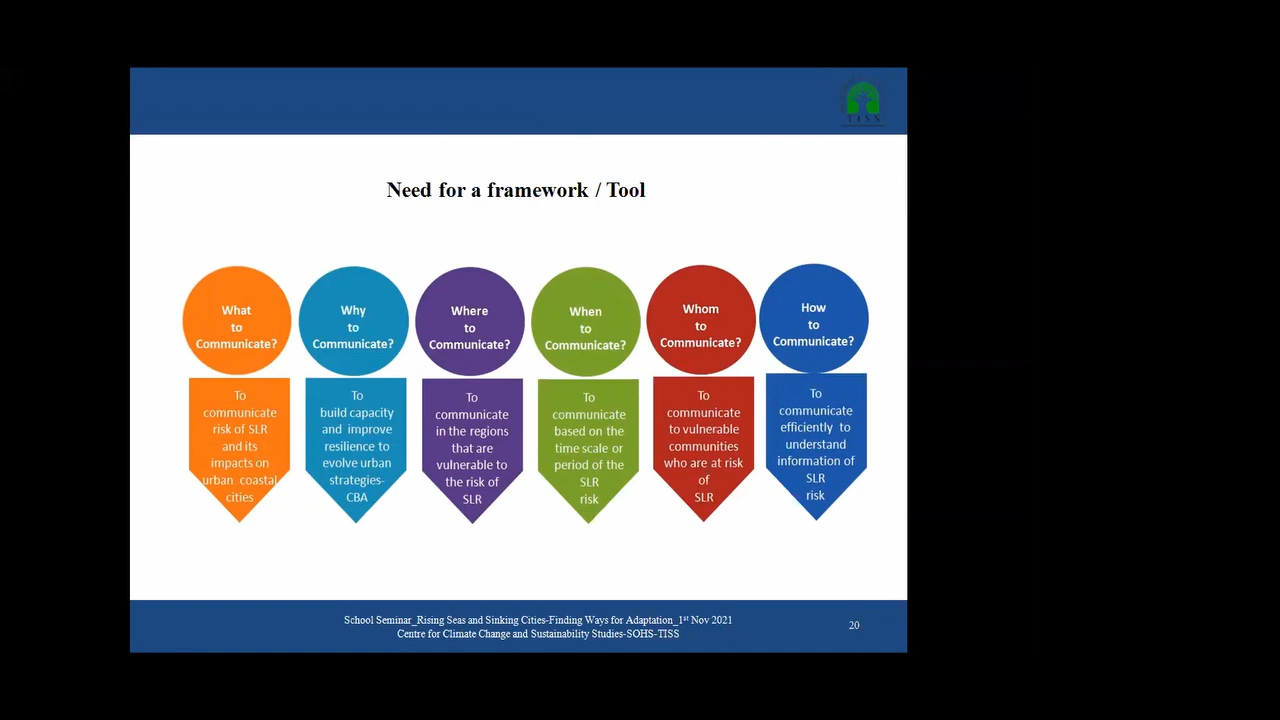 TISS
Need for a framework / Tool
What
to
Communicate?
To
communicate
risk of SLR
and its
impacts on
urban coastal
cities
Why
to
Communicate?
To
build capacity
and improve
resilience to
evolve urban
strategies-
CBA
Where
to
Communicate?
To
communicate
in the regions
that are
vulnerable to
the risk of
SLR
When
to
Communicate?
To
communicate
based on the
time scale or
period of the
SLR
risk
Whom
to
Communicate?
To
communicate
to vulnerable
communities
who are at risk
of
SLR
How
to
Communicate?
To
communicate
efficiently to
understand
information of
SLR
risk
School Seminar_Rising Seas and Sinking Cities-Finding Ways for Adaptation_1st Nov 2021
Centre for Climate Change and Sustainability Studies-SOHS-TISS
20